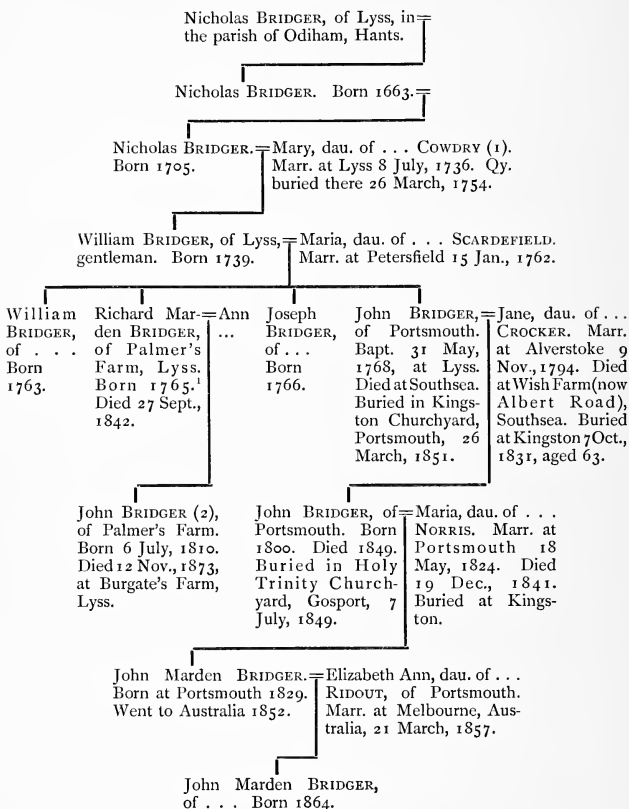 Nicholas BRIDGER, of Lyss, in=
the parish of Odiham, Hants.
Nicholas BRIDGER. Born 1663.=
Nicholas BRIDGER.=Mary, dau. of . . . COWDRY (1).
Born 1705. Marr. at Lyss 8 July, 1736. Qy.
buried there 26 March, 1754.
William BRIDGER, of Lyss,=Maria, dau. of . . . SCARDEFIELD.
gentleman. Born 1739. Marr. at Petersfield 15 Jan., 1762.
William
BRIDGER,
of . . .
Born
1763.
Richard Mar-=Ann
den BRIDGER, ...
of Palmer's
Farm, Lyss.
Born 1765.¹
Died 27 Sept.,
1842.
Joseph
BRIDGER,
of...
Born
1766.
John BRIDGER,=
of Portsmouth.
Bapt. 31 May,
1768, at Lyss.
Died at Southsea.
Buried in Kings-
ton Churchyard,
Portsmouth, 26
March, 1851.
Jane, dau. of...
CROCKER. Marr.
at Alverstoke 9
Nov., 1794. Died
at Wish Farm (now
Albert Road),
Southsea. Buried
at Kingston 7 Oct.,
1831, aged 63.
John BRIDGER (2),
of Palmer's Farm.
Born 6 July, 1810.
Died 12 Nov., 1873,
at Burgate's Farm,
Lyss.
John BRIDGER, of=
Portsmouth. Born
1800. Died 1849.
Buried in Holy
Trinity Church-
yard, Gosport, 7
July, 1849.
Maria, dau. of . . .
NORRIS. Marr. at
Portsmouth 18
May, 1824. Died
19 Dec., 1841.
Buried at Kings-
ton.
John Marden BRIDGER.=
Born at Portsmouth 1829.
Went to Australia 1852.
Elizabeth Ann, dau. of . . .
RIDOUT, of Portsmouth.
Marr. at Melbourne, Aus-
tralia, 21 March, 1857.
John Marden BRIDGER,
of . . . Born 1864.